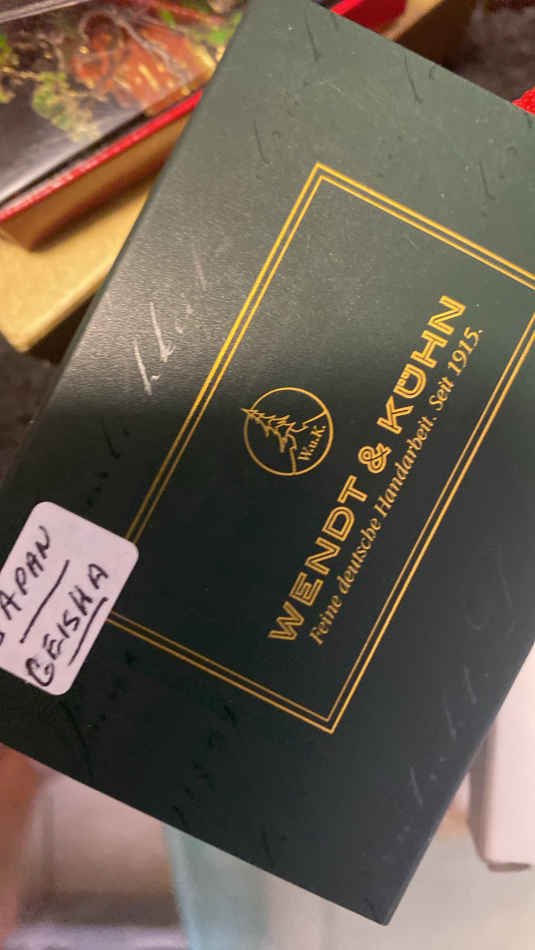 W.u.K.
WENDT & KÜHN
Feine deutsche Handarbeit. Seit 1915.
JAPAN
GEISHA